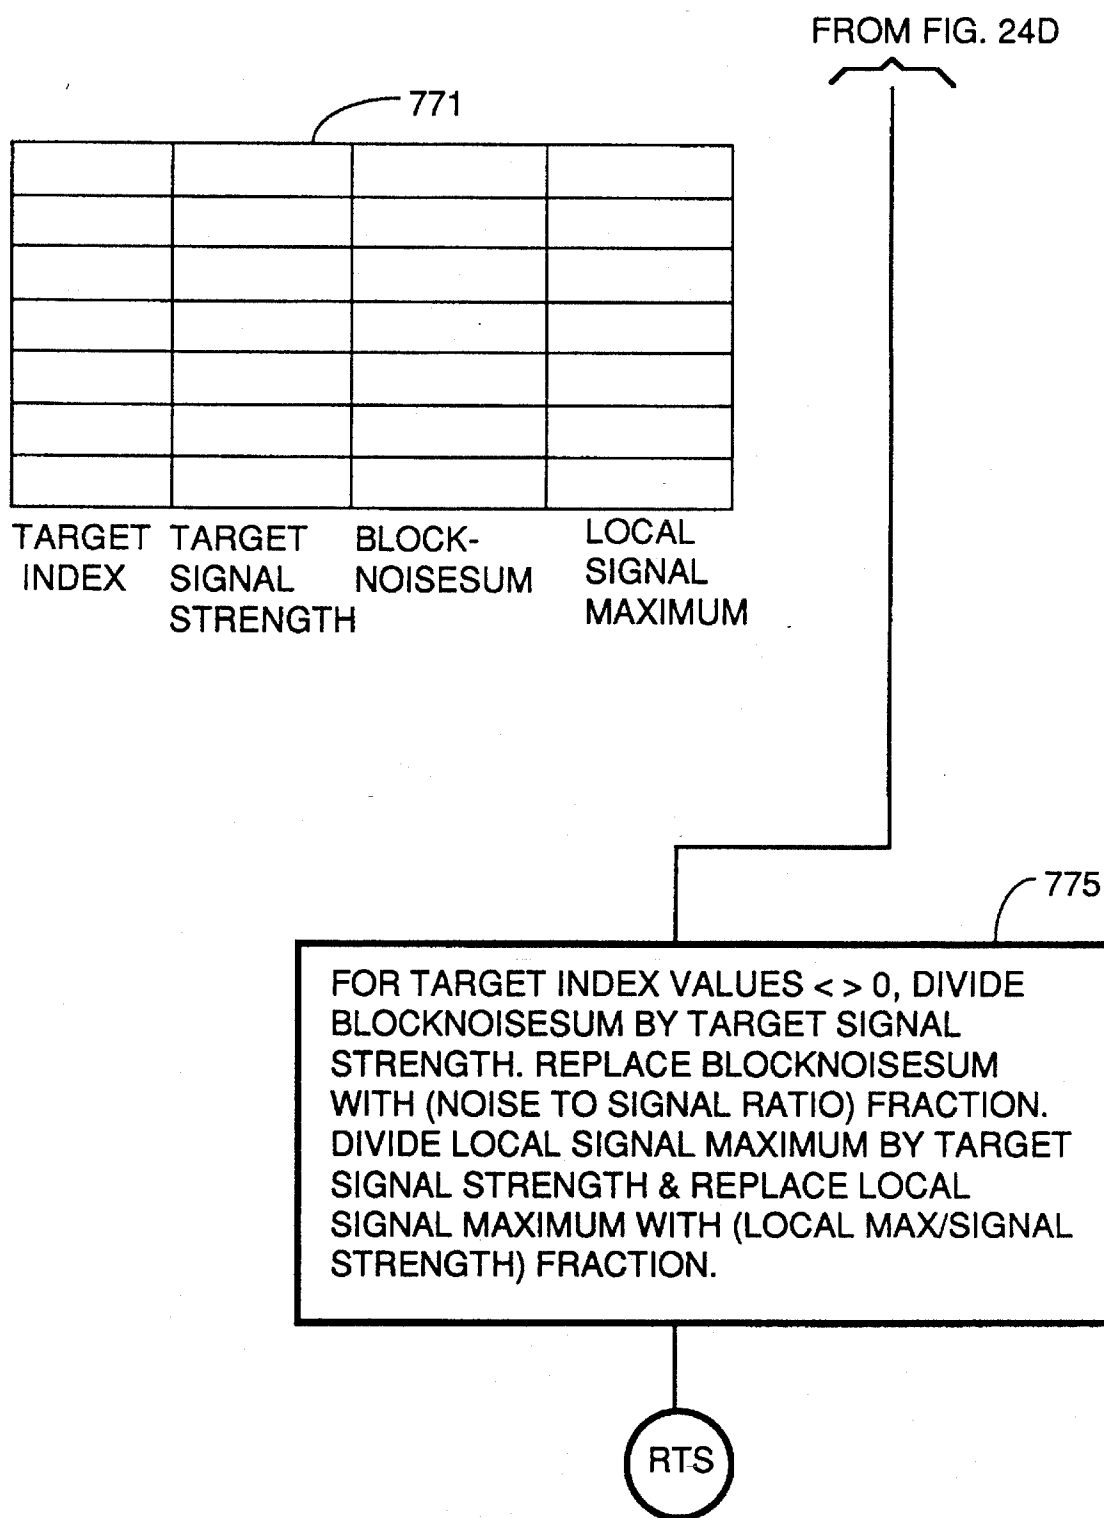 FROM FIG. 24D
771
TARGET INDEX
TARGET SIGNAL STRENGTH
BLOCK-
NOISESUM
LOCAL SIGNAL MAXIMUM
775
FOR TARGET INDEX VALUES < > 0, DIVIDE
BLOCKNOISESUM BY TARGET SIGNAL
STRENGTH. REPLACE BLOCKNOISESUM
WITH (NOISE TO SIGNAL RATIO) FRACTION.
DIVIDE LOCAL SIGNAL MAXIMUM BY TARGET
SIGNAL STRENGTH & REPLACE LOCAL
SIGNAL MAXIMUM WITH (LOCAL MAX/SIGNAL
STRENGTH) FRACTION.
RTS